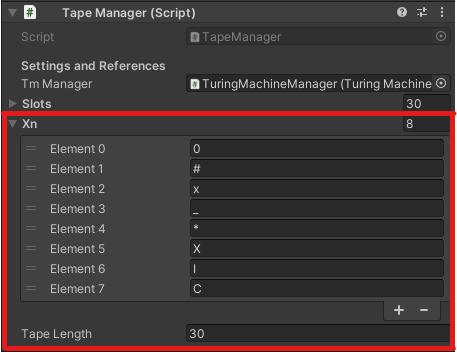 Tape Manager (Script)
Script TapeManager
Settings and References
Tm Manager TuringMachineManager (Turing Machine
Slots 30
Xn 8
Element 0 0
Element 1 #
Element 2 x
Element 3 _
Element 4 *
Element 5 X
Element 6 I
Element 7 C
+ −
Tape Length 30